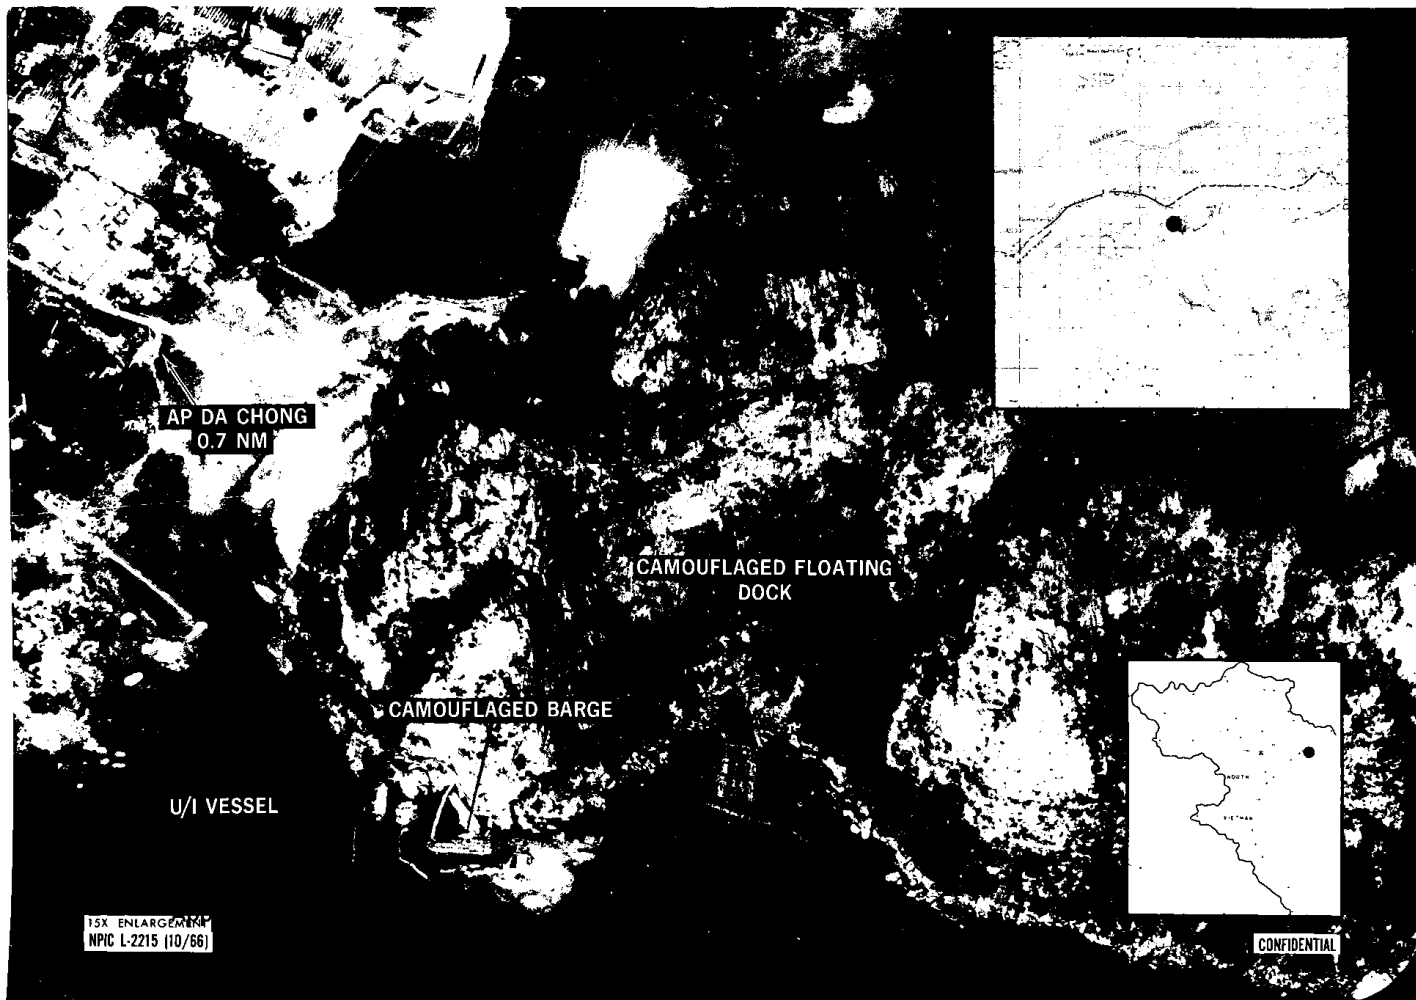 AP DA CHONG
0.7 NM
CAMOUFLAGED FLOATING
DOCK
CAMOUFLAGED BARGE
U/I VESSEL
NORTH
VIETNAM
15X ENLARGEMENT
NPIC L-2215 (10/66)
CONFIDENTIAL